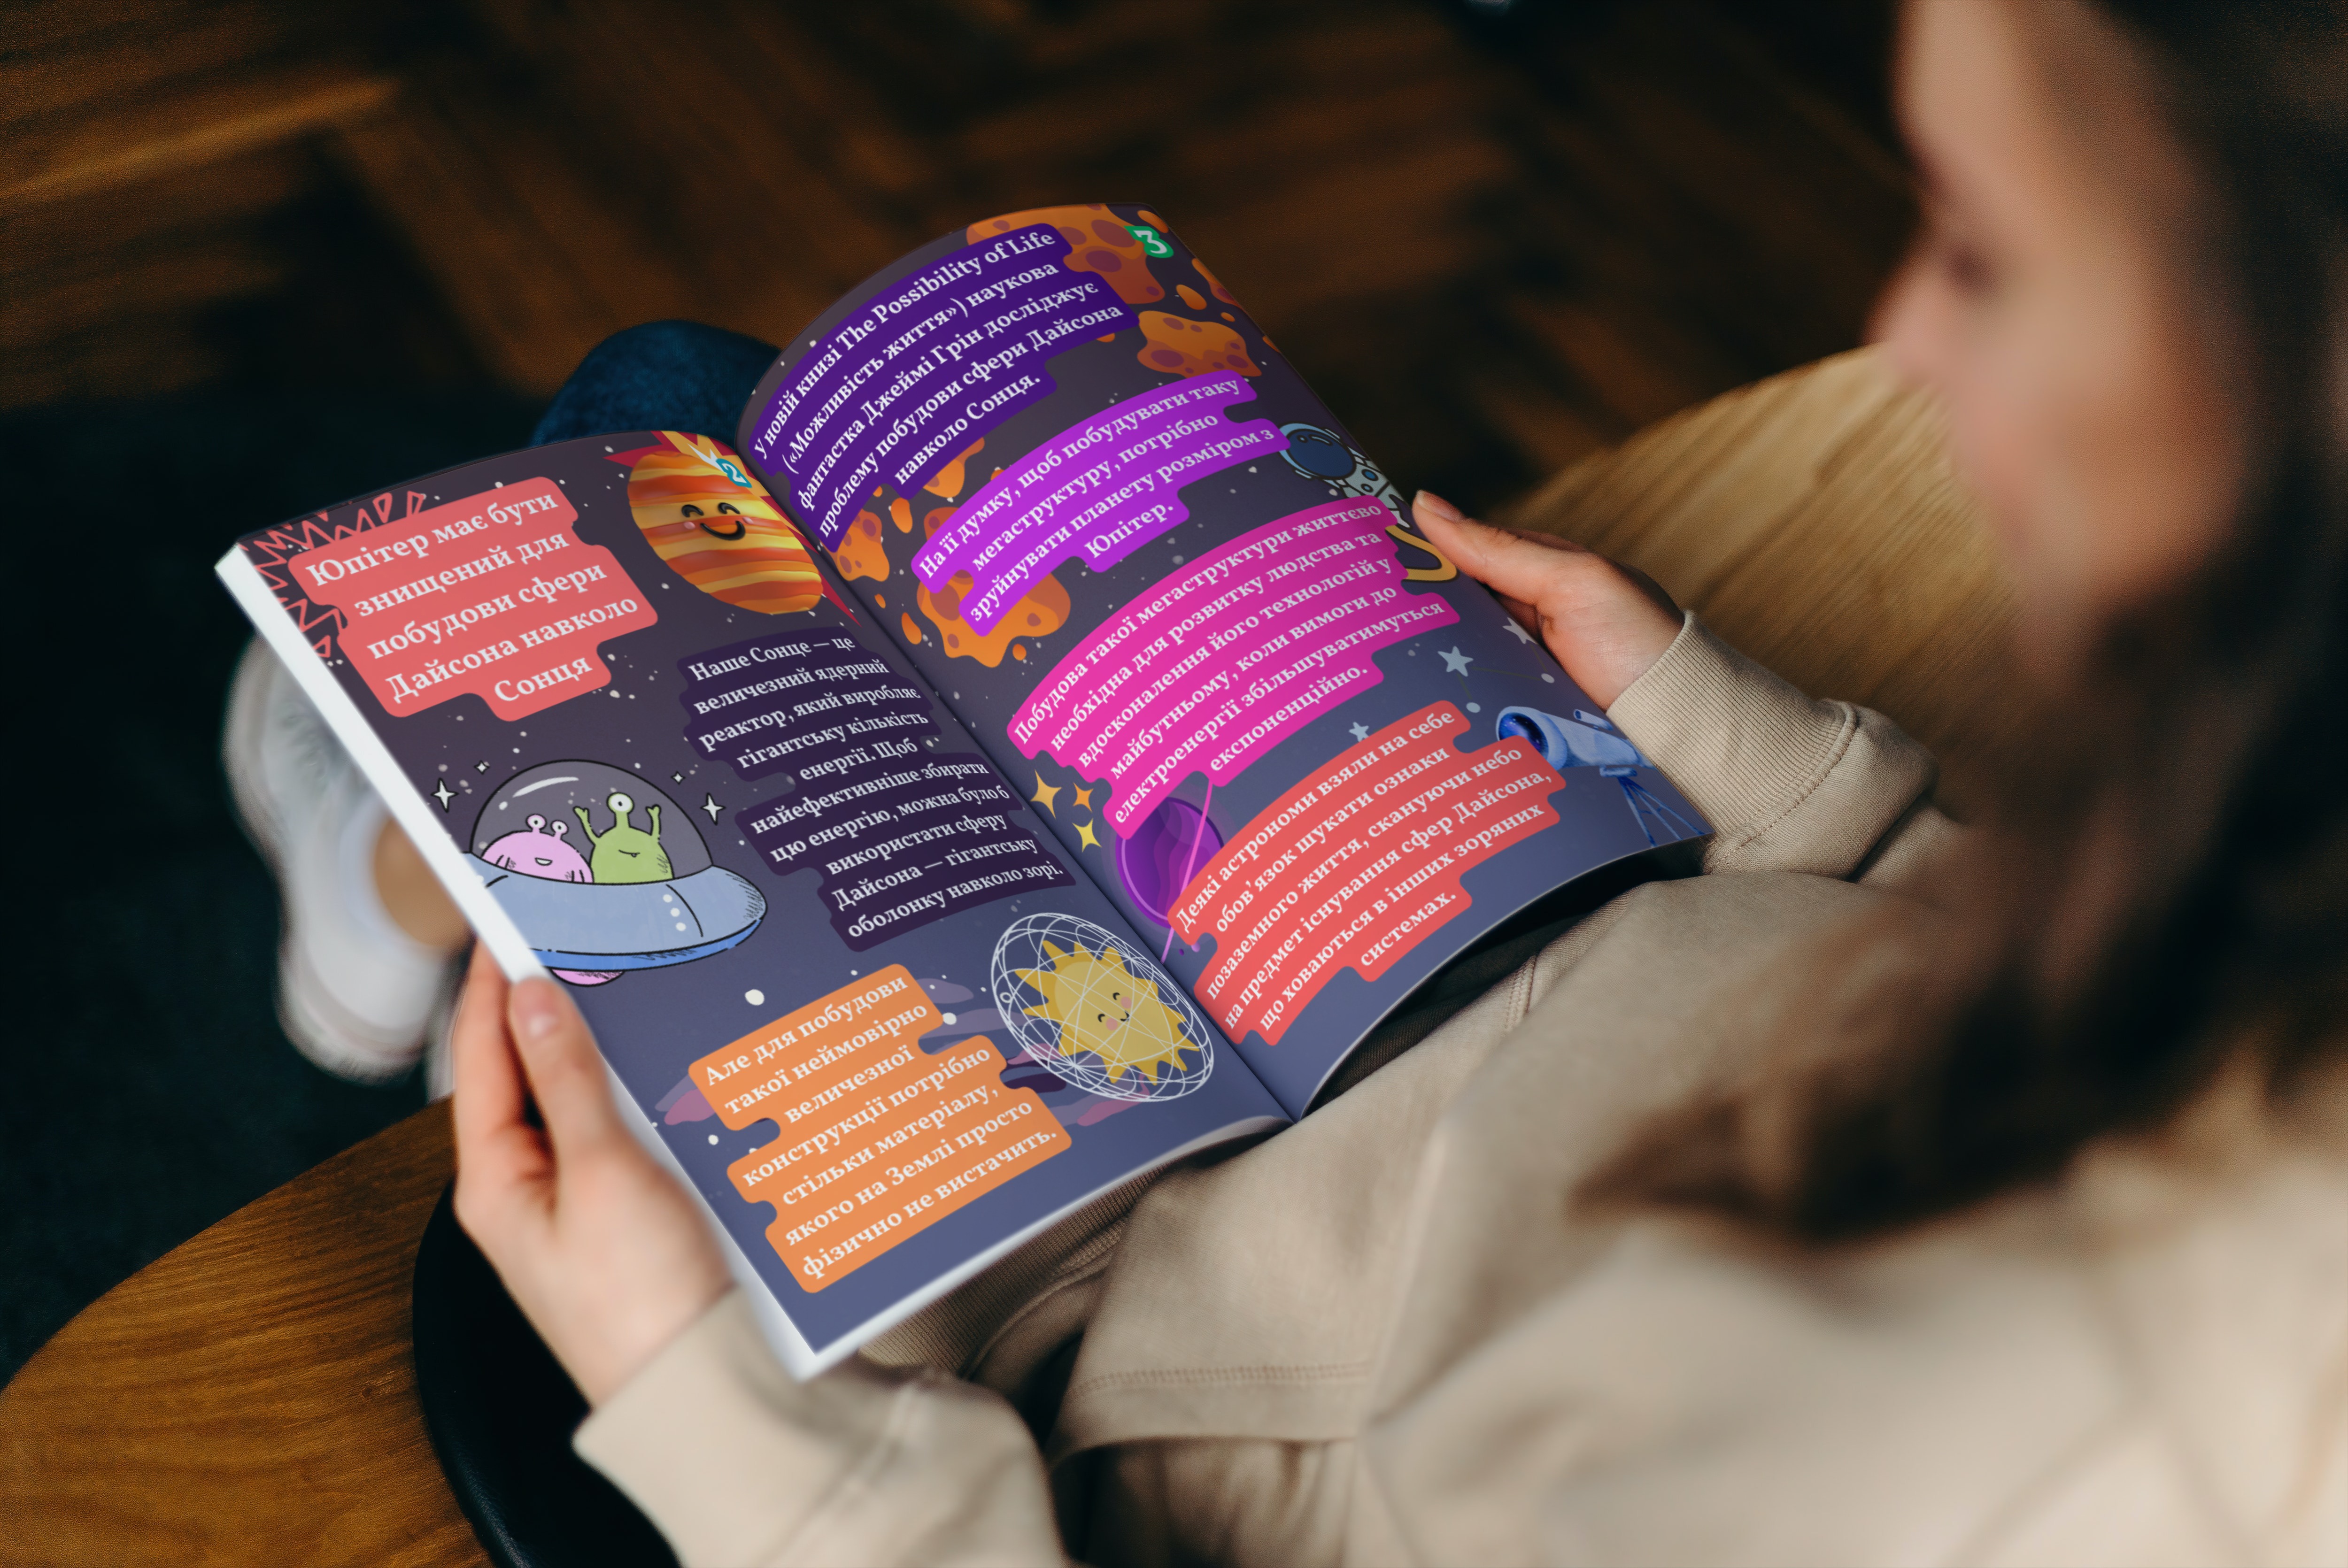 2
Юпітер має бути
знищений для
побудови сфери
Дайсона навколо
Сонця
Наше Сонце — це
величезний ядерний
реактор, який виробляє
гігантську кількість
енергії. Щоб
найефективніше збирати
цю енергію, можна було б
використати сферу
Дайсона — гігантську
оболонку навколо зорі.
Але для побудови
такої неймовірно
величезної
конструкції потрібно
стільки матеріалу,
якого на Землі просто
фізично не вистачить.
3
У новій книзі The Possibility of Life
(«Можливість життя») наукова
фантастка Джеймі Грін досліджує
проблему побудови сфери Дайсона
навколо Сонця.
На її думку, щоб побудувати таку
мегаструктуру, потрібно
зруйнувати планету розміром з
Юпітер.
Побудова такої мегаструктури життєво
необхідна для розвитку людства та
вдосконалення його технологій у
майбутньому, коли вимоги до
електроенергії збільшуватимуться
експоненційно.
Деякі астрономи взяли на себе
обов'язок шукати ознаки
позаземного життя, скануючи небо
на предмет існування сфер Дайсона,
що ховаються в інших зоряних
системах.